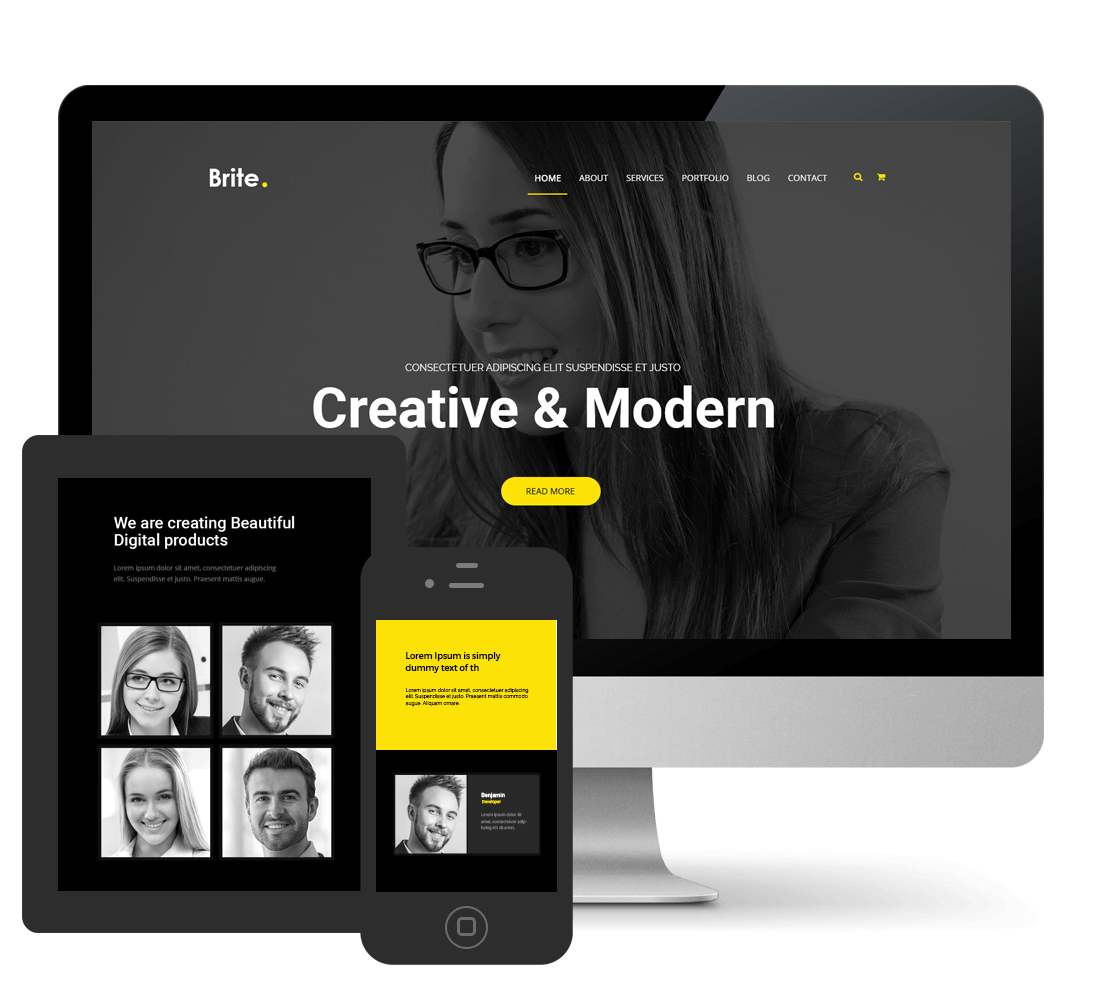 Brite.
HOME ABOUT SERVICES PORTFOLIO BLOG CONTACT
CONSECTETUER ADIPISCING ELIT SUSPENDISSE ET JUSTO
Creative & Modern
READ MORE
We are creating Beautiful
Digital products
Lorem ipsum dolor sit amet, consectetuer adipiscing
elit. Suspendisse et justo. Praesent mattis augue.
Lorem Ipsum is simply
dummy text of th
Lorem ipsum dolor sit amet, consectetuer adipiscing
elit. Suspendisse et justo. Praesent mattis commodo
augue. Aliquam ornare.
Benjamin
Developer
Lorem ipsum dolor sit
amet, consectetuer adip-
iscing elit sit amet.